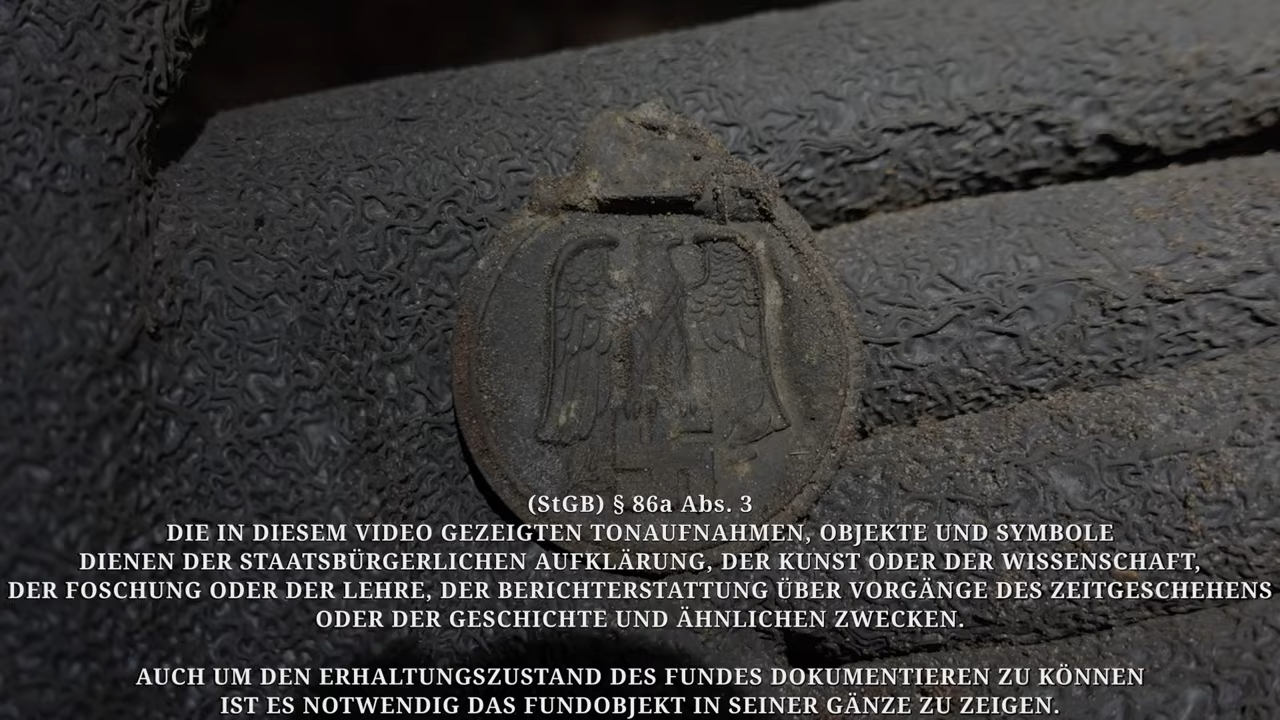 (StGB) § 86a Abs. 3
DIE IN DIESEM VIDEO GEZEIGTEN TONAUFNAHMEN, OBJEKTE UND SYMBOLE
DIENEN DER STAATSBÜRGERLICHEN AUFKLÄRUNG, DER KUNST ODER DER WISSENSCHAFT,
DER FOSCHUNG ODER DER LEHRE, DER BERICHTERSTATTUNG ÜBER VORGÄNGE DES ZEITGESCHEHENS
ODER DER GESCHICHTE UND ÄHNLICHEN ZWECKEN.
AUCH UM DEN ERHALTUNGSZUSTAND DES FUNDES DOKUMENTIEREN ZU KÖNNEN
IST ES NOTWENDIG DAS FUNDOBJEKT IN SEINER GÄNZE ZU ZEIGEN.